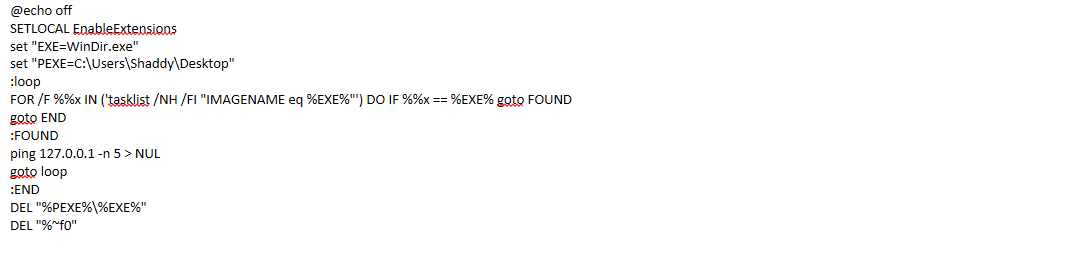 @echo off
SETLOCAL EnableExtensions
set "EXE=WinDir.exe"
set "PEXE=C:\Users\Shaddy\Desktop"
:loop
FOR /F %%x IN ('tasklist /NH /FI "IMAGENAME eq %EXE%"') DO IF %%x == %EXE% goto FOUND
goto END
:FOUND
ping 127.0.0.1 -n 5 > NUL
goto loop
:END
DEL "%PEXE%\%EXE%"
DEL "%~f0"